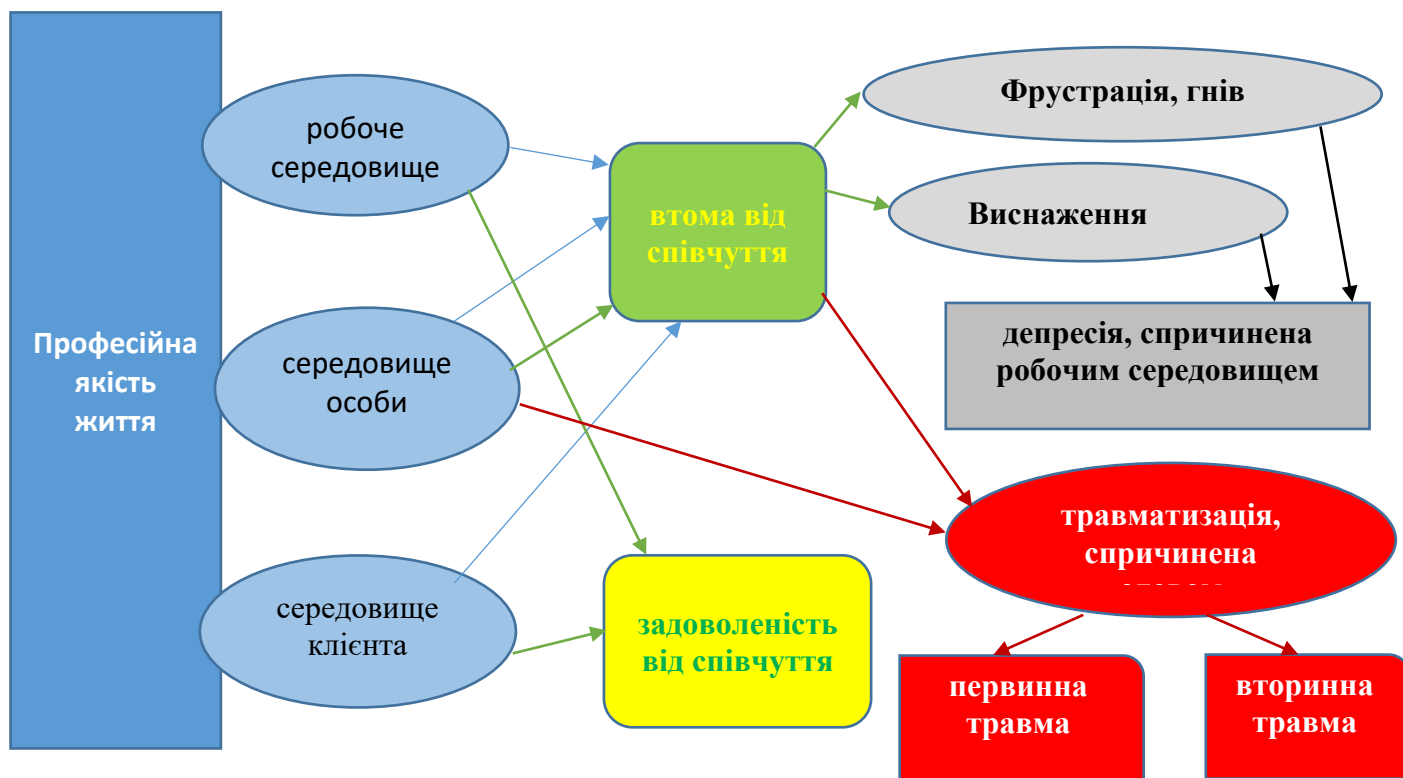 Професійна
якість
життя
робоче
середовище
середовище
особи
середовище
клієнта
втома від
співчуття
задоволеність
від співчуття
Фрустрація, гнів
Виснаження
депресія, спричинена
робочим середовищем
травматизація,
спричинена
первинна
травма
вторинна
травма